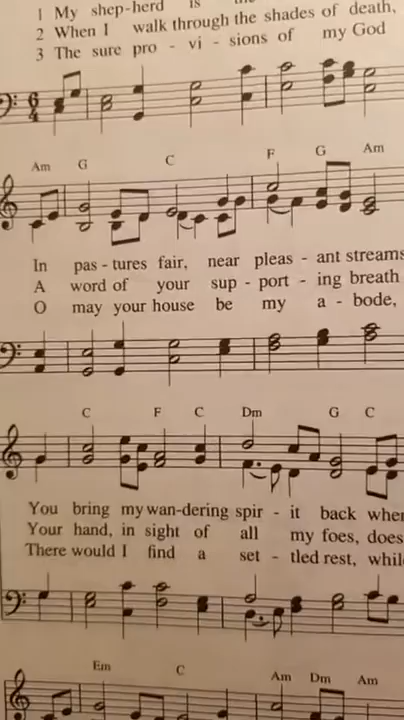 1 My shep-herd is
2 When I walk through the shades of death,
3 The sure pro - vi - sions of my God
6
4
Am G C F G Am
In pas - tures fair, near pleas - ant streams
A word of your sup - port - ing breath
O may your house be my a - bode,
C F C Dm G C
You bring my wan-dering spir - it back when
Your hand, in sight of all my foes, does
There would I find a set - tled rest, whil
Em C Am Dm Am